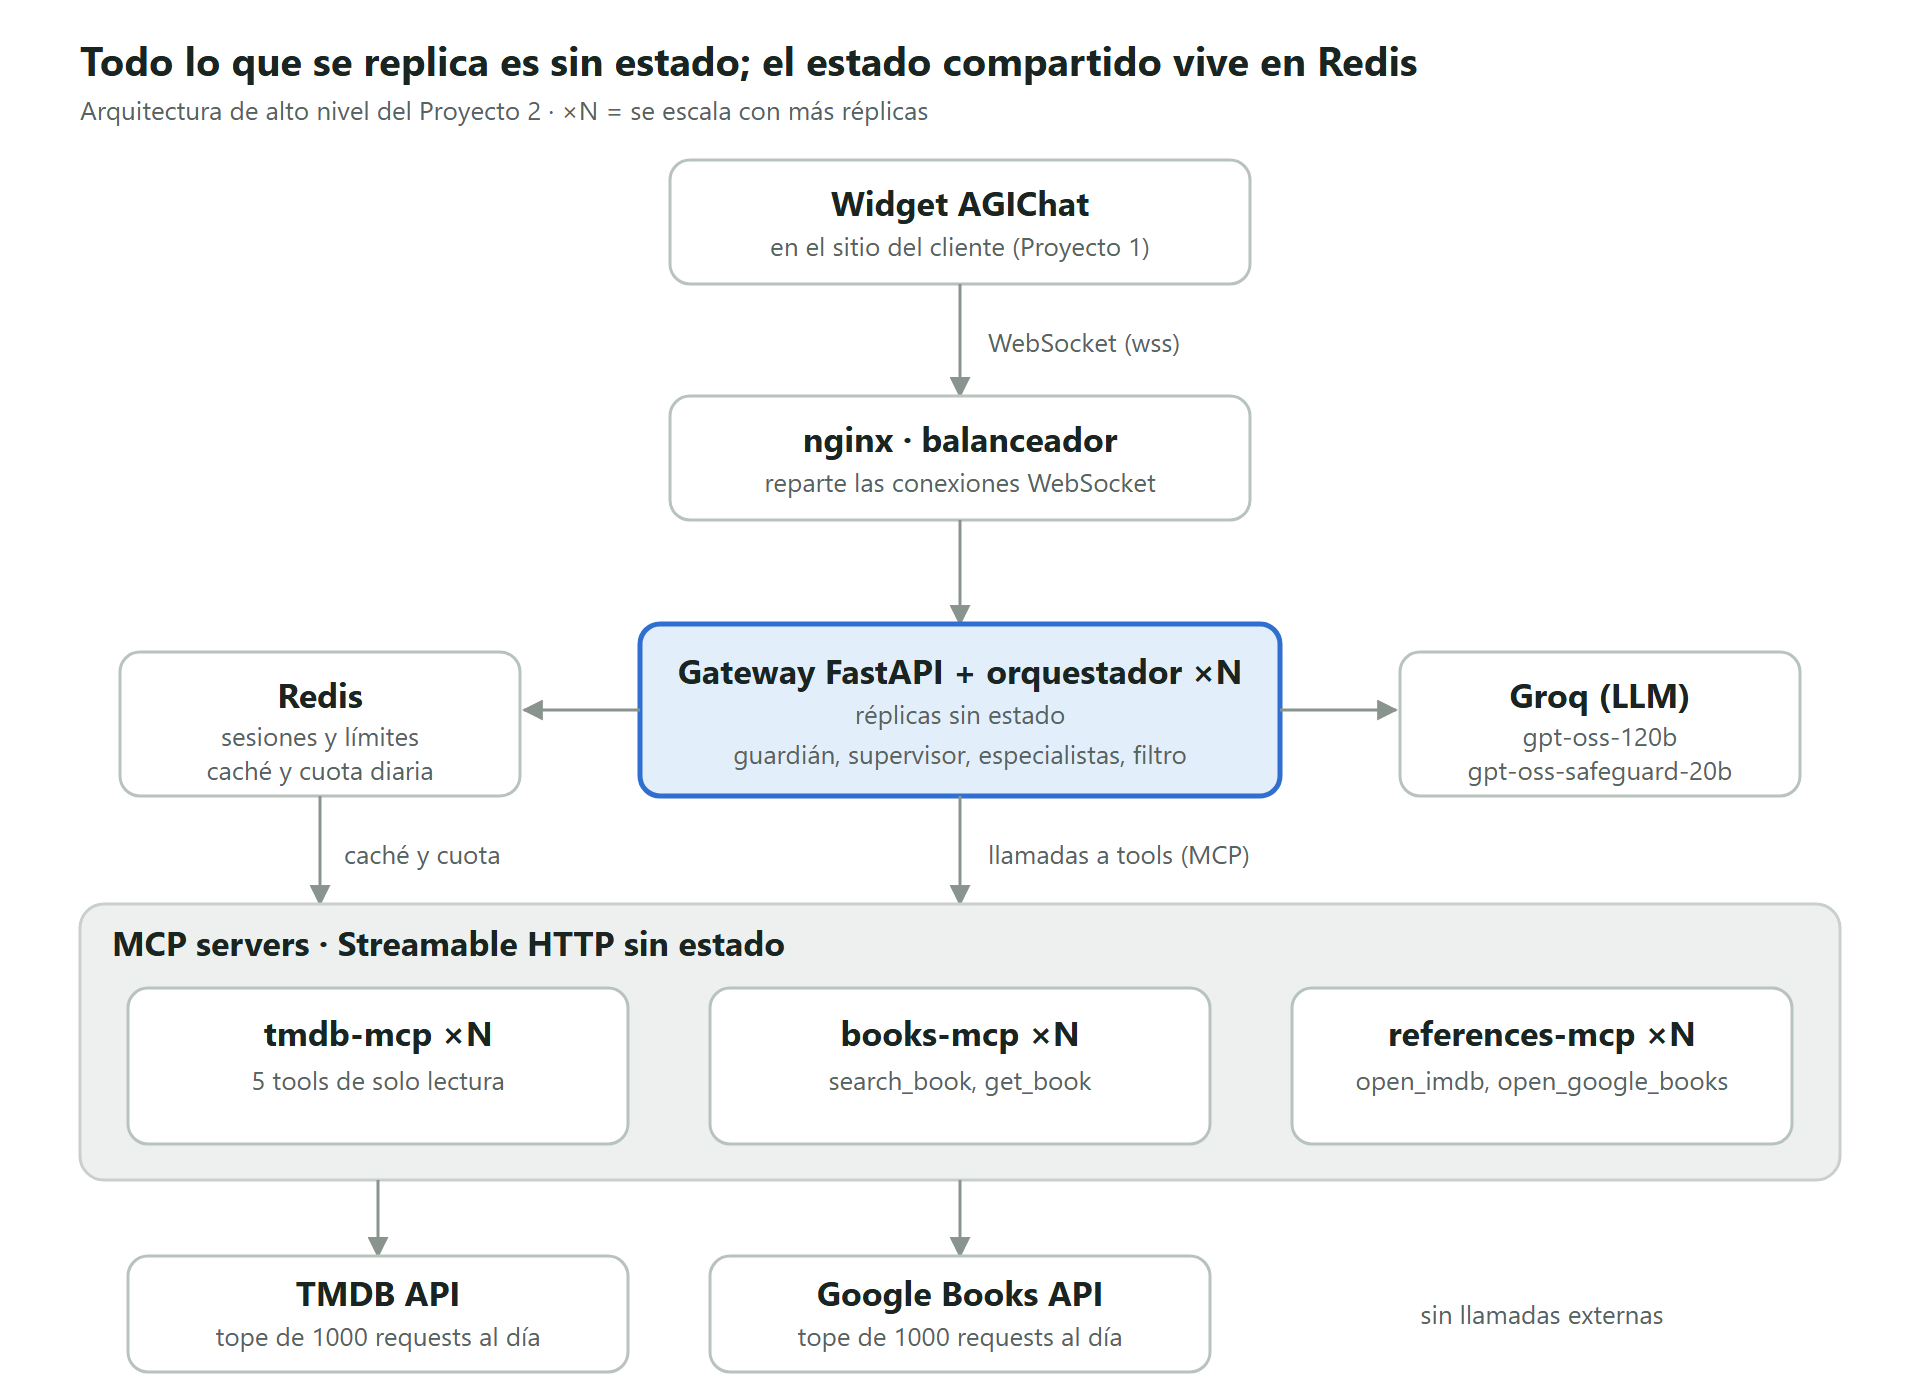 Todo lo que se replica es sin estado; el estado compartido vive en Redis
Arquitectura de alto nivel del Proyecto 2 · ×N = se escala con más réplicas
Widget AGIChat
en el sitio del cliente (Proyecto 1)
WebSocket (wss)
nginx · balanceador
reparte las conexiones WebSocket
Redis
sesiones y límites
caché y cuota diaria
Gateway FastAPI + orquestador ×N
réplicas sin estado
guardián, supervisor, especialistas, filtro
Groq (LLM)
gpt-oss-120b
gpt-oss-safeguard-20b
caché y cuota
llamadas a tools (MCP)
MCP servers · Streamable HTTP sin estado
tmdb-mcp ×N
5 tools de solo lectura
books-mcp ×N
search_book, get_book
references-mcp ×N
open_imdb, open_google_books
TMDB API
tope de 1000 requests al día
Google Books API
tope de 1000 requests al día
sin llamadas externas